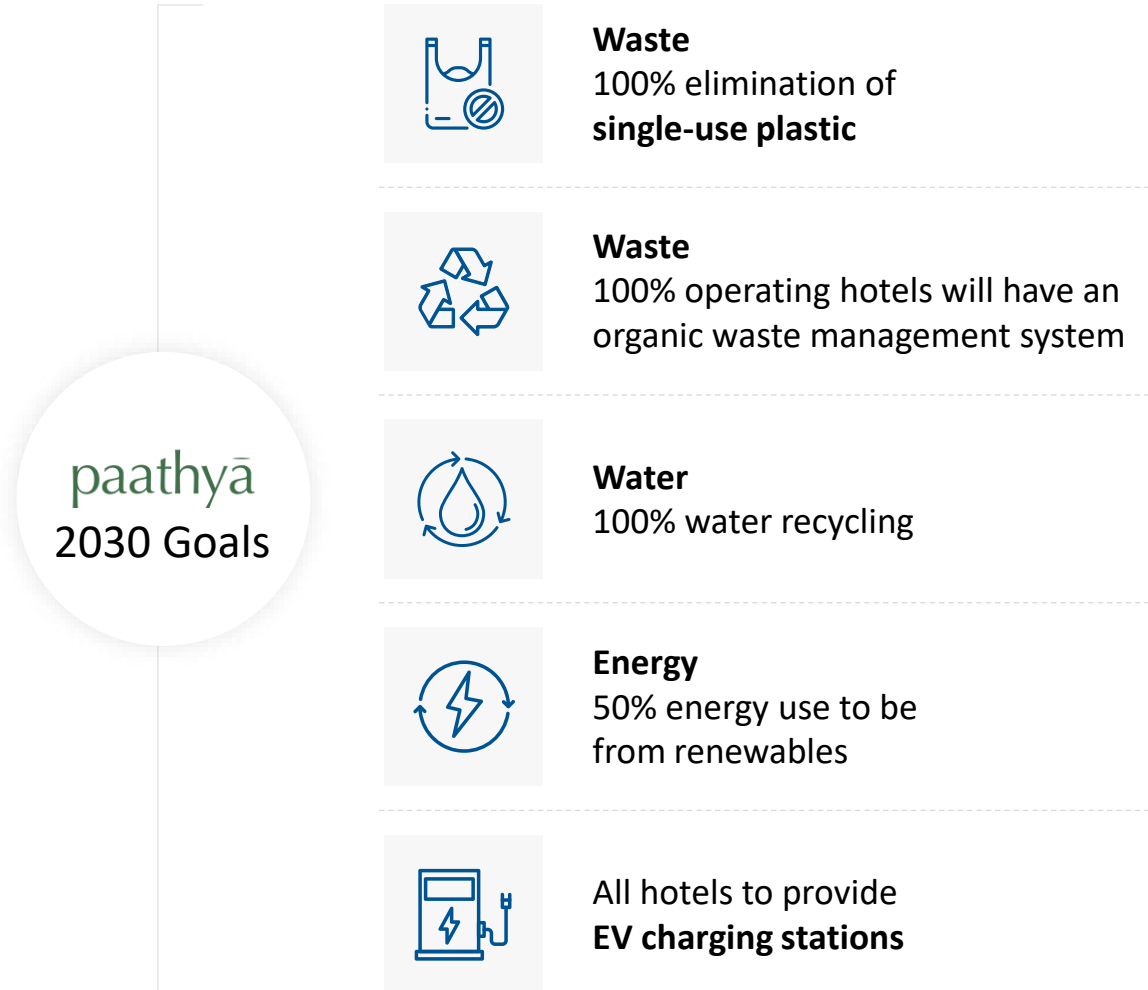 paathyā
2030 Goals
Waste
100% elimination of
single-use plastic
Waste
100% operating hotels will have an
organic waste management system
Water
100% water recycling
Energy
50% energy use to be
from renewables
All hotels to provide
EV charging stations